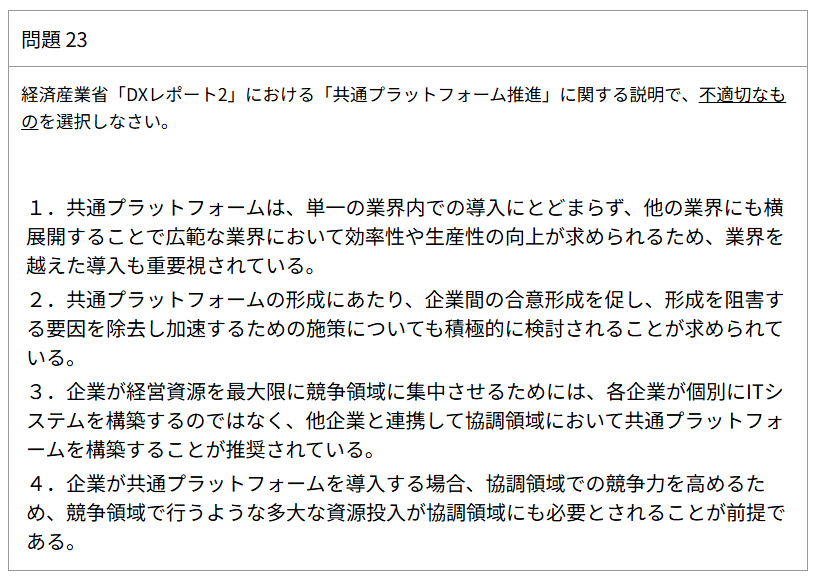 問題 23
経済産業省「DXレポート2」における「共通プラットフォーム推進」に関する説明で、不適切なも
のを選択しなさい。
１．共通プラットフォームは、単一の業界内での導入にとどまらず、他の業界にも横
展開することで広範な業界において効率性や生産性の向上が求められるため、業界を
越えた導入も重要視されている。
２．共通プラットフォームの形成にあたり、企業間の合意形成を促し、形成を阻害す
る要因を除去し加速するための施策についても積極的に検討されることが求められて
いる。
３．企業が経営資源を最大限に競争領域に集中させるためには、各企業が個別にITシ
ステムを構築するのではなく、他企業と連携して協調領域において共通プラットフォ
ームを構築することが推奨されている。
４．企業が共通プラットフォームを導入する場合、協調領域での競争力を高めるた
め、競争領域で行うような多大な資源投入が協調領域にも必要とされることが前提で
ある。